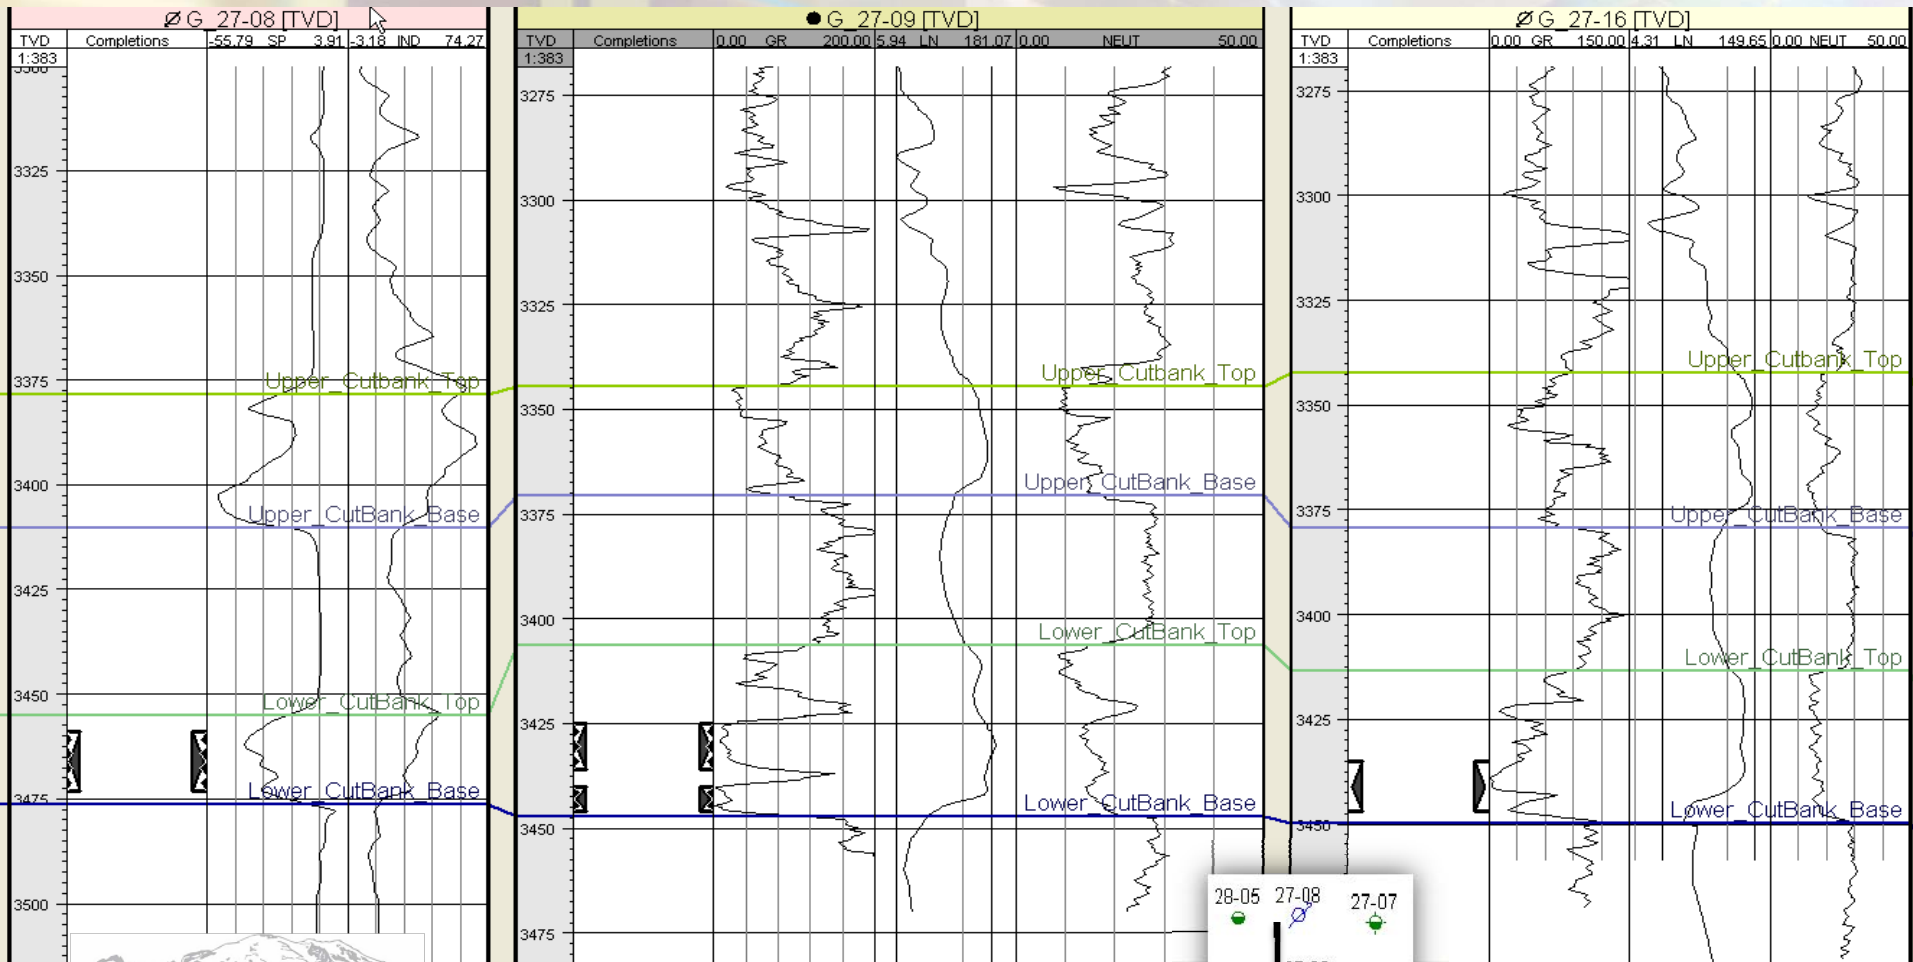 Ø G_27-08 [TVD]
TVD Completions -55.79 SP 3.91 -3.18 IND 74.27
1:383
3300
3325
3350
3375
Upper_Cutbank_Top
3400
Upper_CutBank_Base
3425
3450
Lower_CutBank_Top
3475
Lower_CutBank_Base
3500
G_27-09 [TVD]
TVD Completions 0.00 GR 200.00 5.94 LN 181.07 0.00 NEUT 50.00
1:383
3275
3300
3325
Upper_Cutbank_Top
3350
Upper_CutBank_Base
3375
3400
Lower_CutBank_Top
3425
Lower_CutBank_Base
3450
3475
Ø G_27-16 [TVD]
TVD Completions 0.00 GR 150.00 4.31 LN 149.65 0.00 NEUT 50.00
1:383
3275
3300
3325
Upper_Cutbank_Top
3350
3375
Upper_CutBank_Base
3400
Lower_CutBank_Top
3425
Lower_CutBank_Base
3450
28-05 27-08 27-07